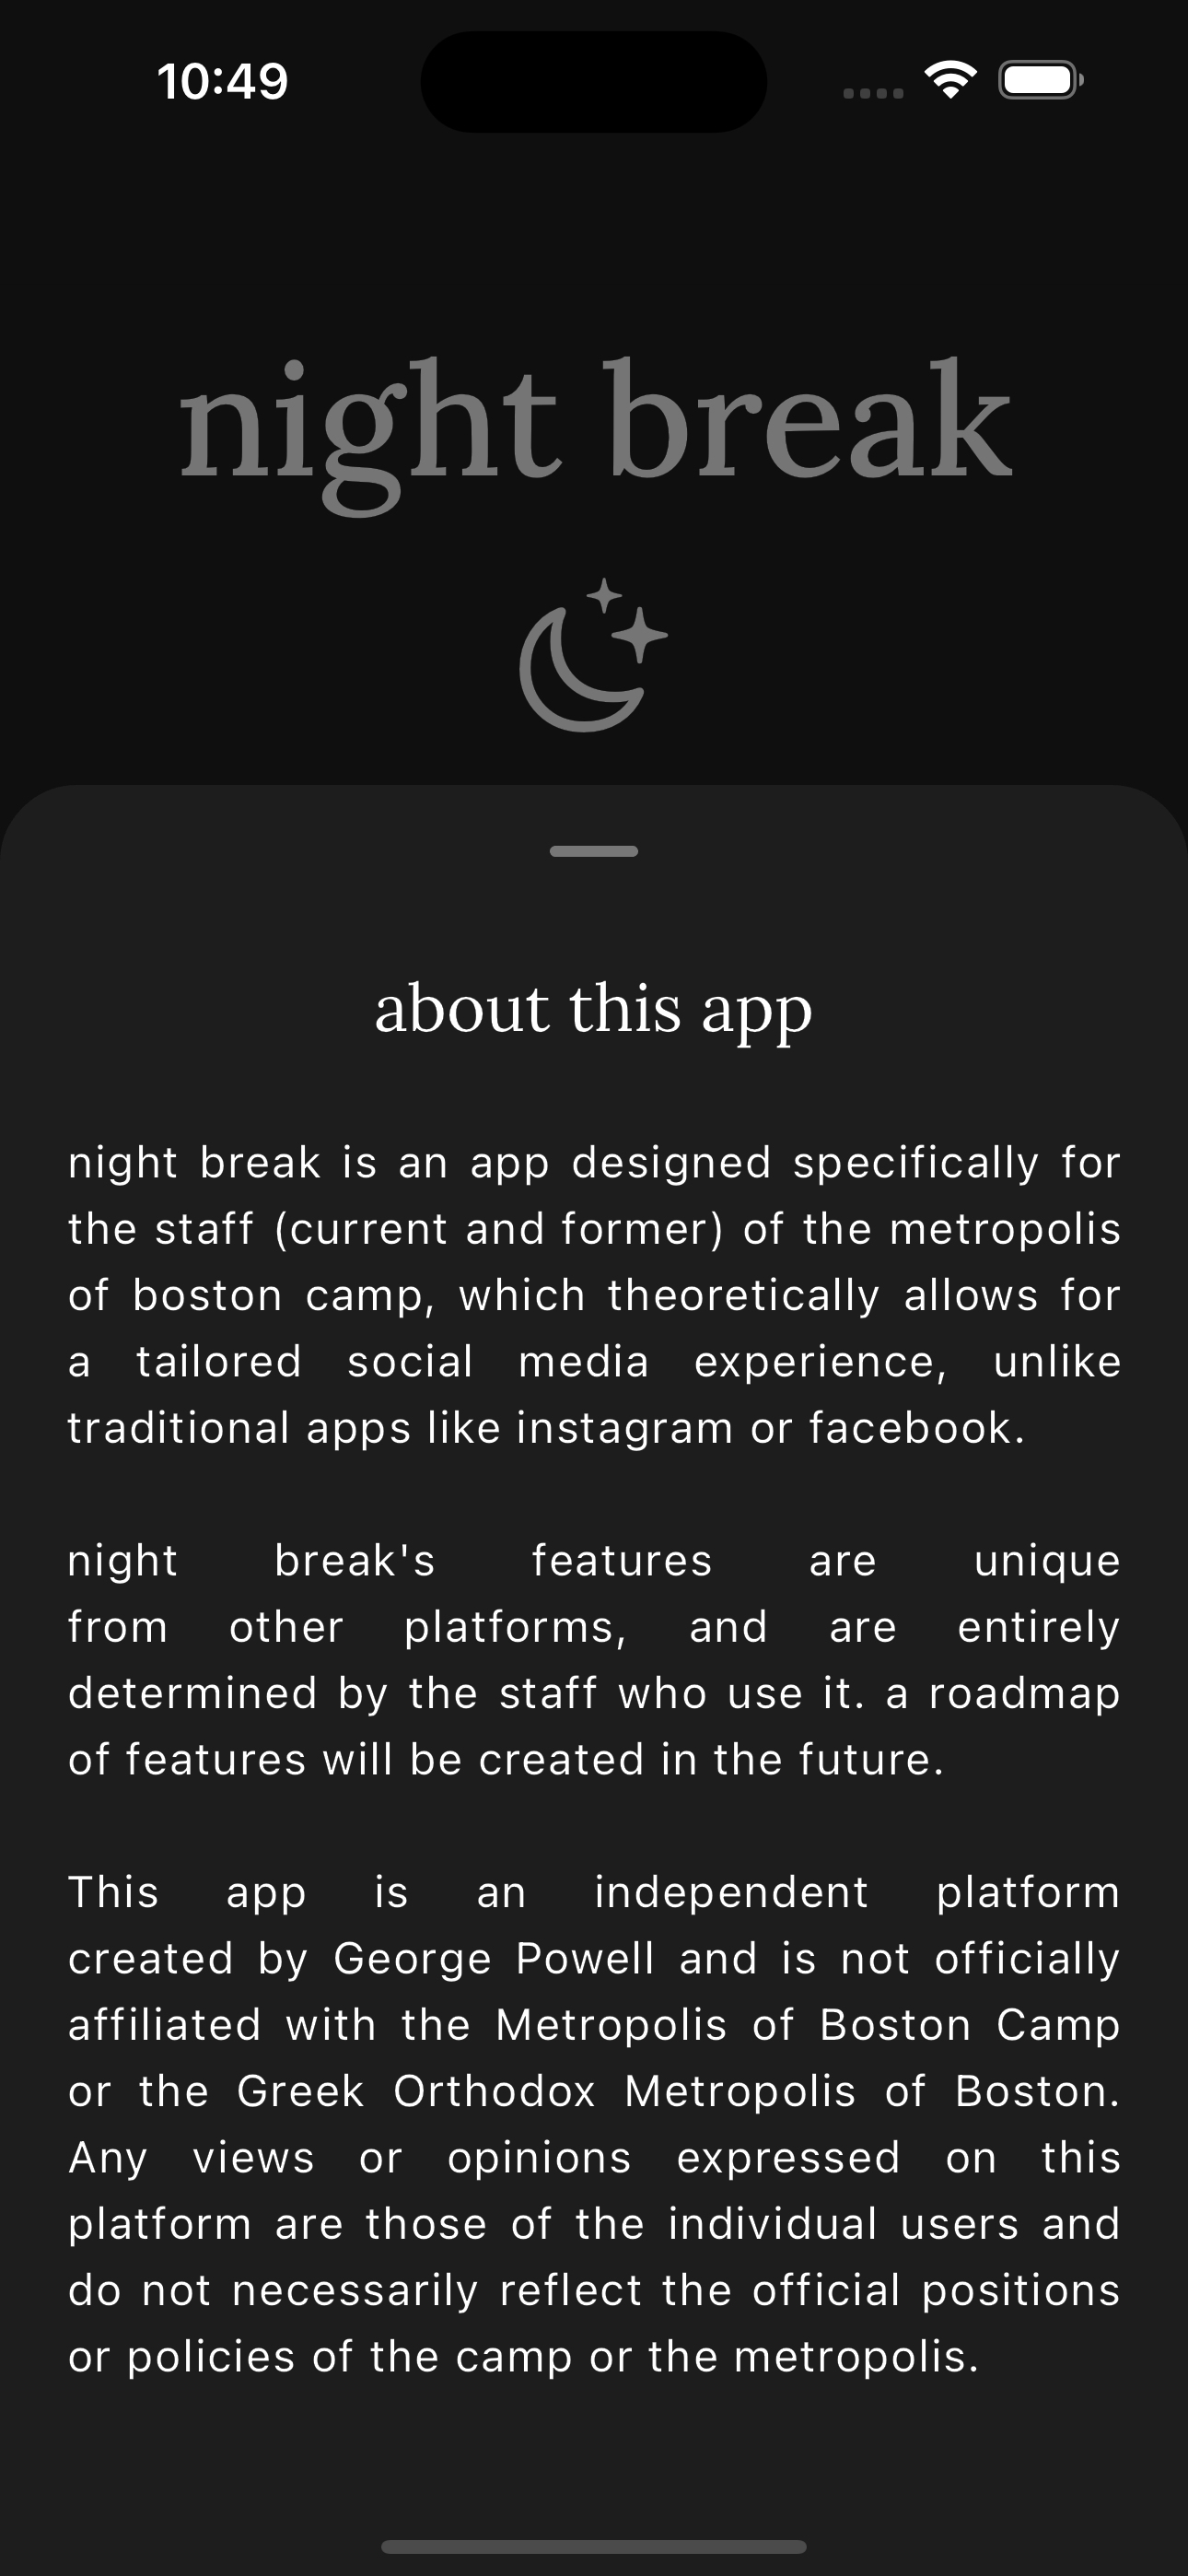 10:49
night break
about this app
night break is an app designed specifically for
the staff (current and former) of the metropolis
of boston camp, which theoretically allows for
a tailored social media experience, unlike
traditional apps like instagram or facebook.
night break's features are unique
from other platforms, and are entirely
determined by the staff who use it. a roadmap
of features will be created in the future.
This app is an independent platform
created by George Powell and is not officially
affiliated with the Metropolis of Boston Camp
or the Greek Orthodox Metropolis of Boston.
Any views or opinions expressed on this
platform are those of the individual users and
do not necessarily reflect the official positions
or policies of the camp or the metropolis.